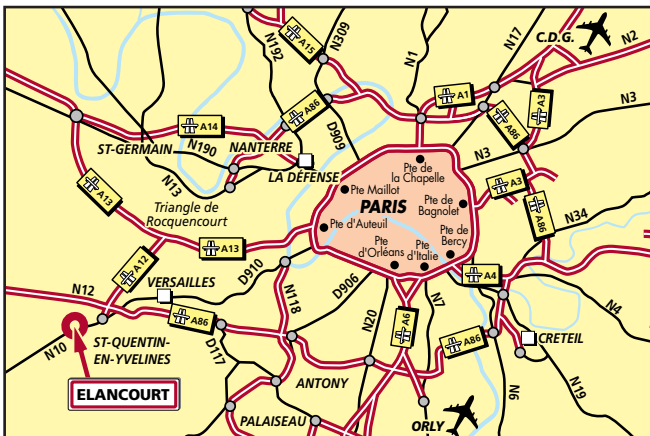 N309
N192
A15
N1
N17
C.D.G.
N2
A86
A1
A3
A14
D909
A86
N3
ST-GERMAIN
N190
NANTERRE
LA DÉFENSE
N13
N3
Pte de
la Chapelle
A3
A13
Pte Maillot
PARIS
Pte de
Bagnolet
A86
N34
Triangle de
Rocquencourt
Pte d'Auteuil
Pte de
Bercy
A13
Pte
d'Orléans
Pte
d'Italie
A12
D910
A4
N12
VERSAILLES
N118
D906
N7
N4
A86
N20
A6
A86
CRETEIL
N10
ST-QUENTIN-
EN-YVELINES
D117
ELANCOURT
ANTONY
N6
N19
PALAISEAU
ORLY